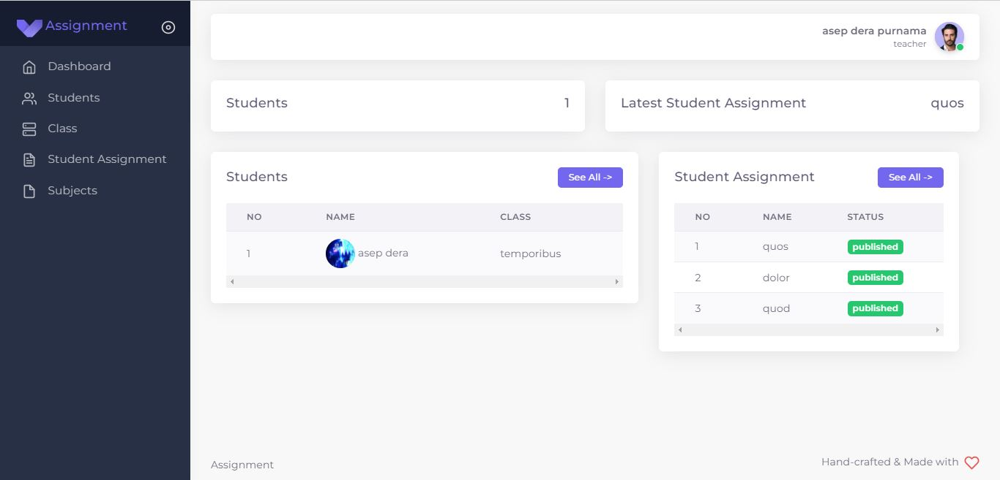 Assignment
Dashboard
Students
Class
Student Assignment
Subjects
asep dera purnama
teacher
Students 1
Latest Student Assignment quos
Students See All ->
NO NAME CLASS
1 asep dera temporibus
Student Assignment See All ->
NO NAME STATUS
1 quos published
2 dolor published
3 quod published
Assignment
Hand-crafted & Made with